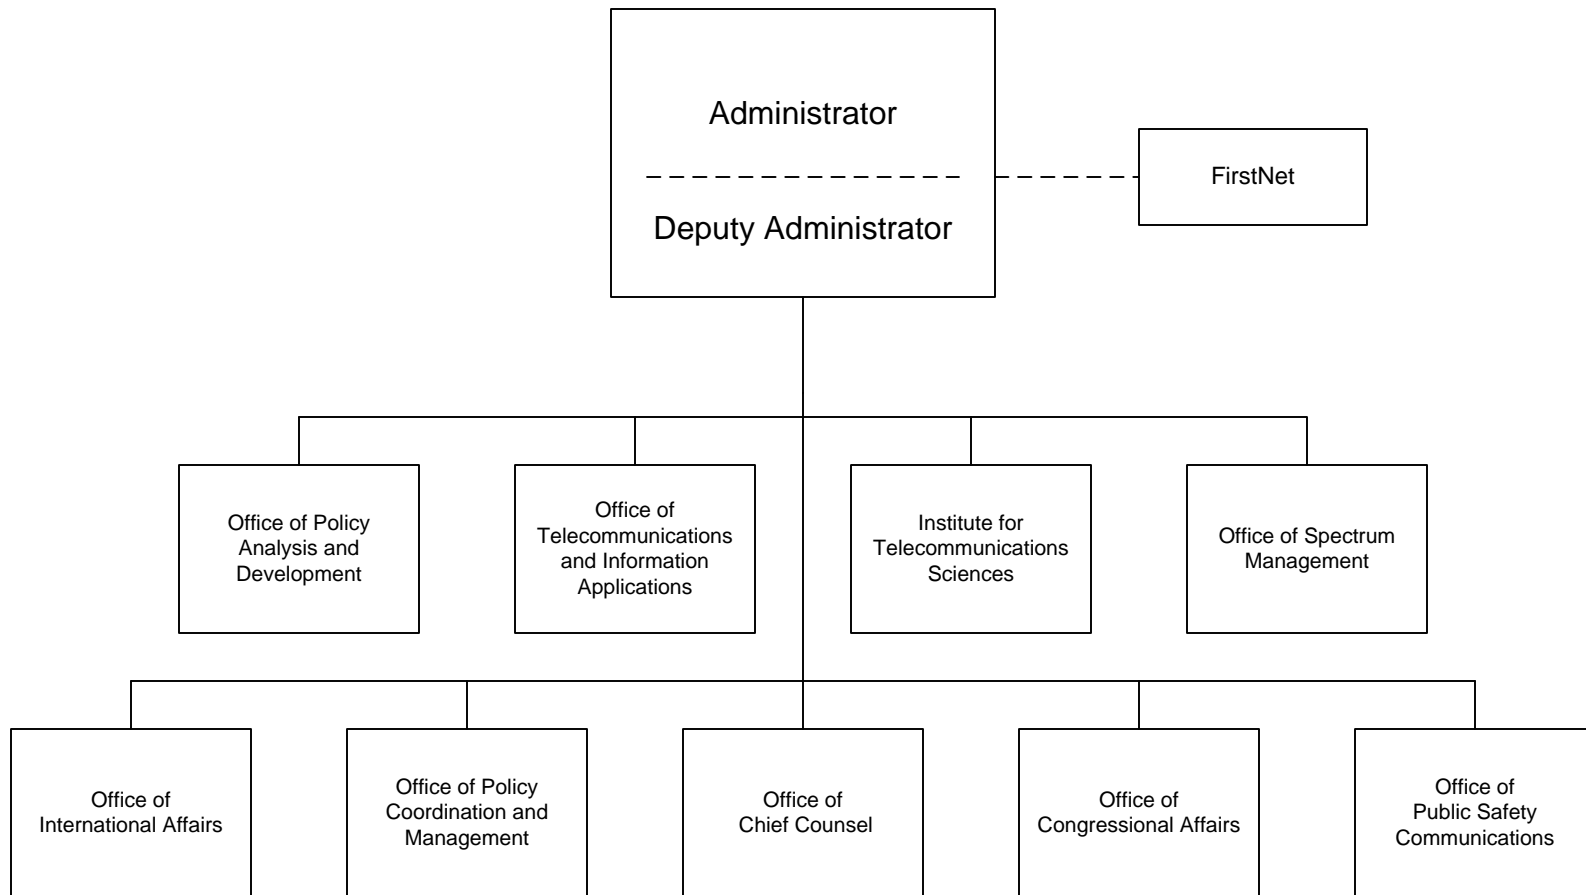 Administrator
Deputy Administrator
FirstNet
Office of Policy
Analysis and
Development
Office of
Telecommunications
and Information
Applications
Institute for
Telecommunications
Sciences
Office of Spectrum
Management
Office of
International Affairs
Office of Policy
Coordination and
Management
Office of
Chief Counsel
Office of
Congressional Affairs
Office of
Public Safety
Communications